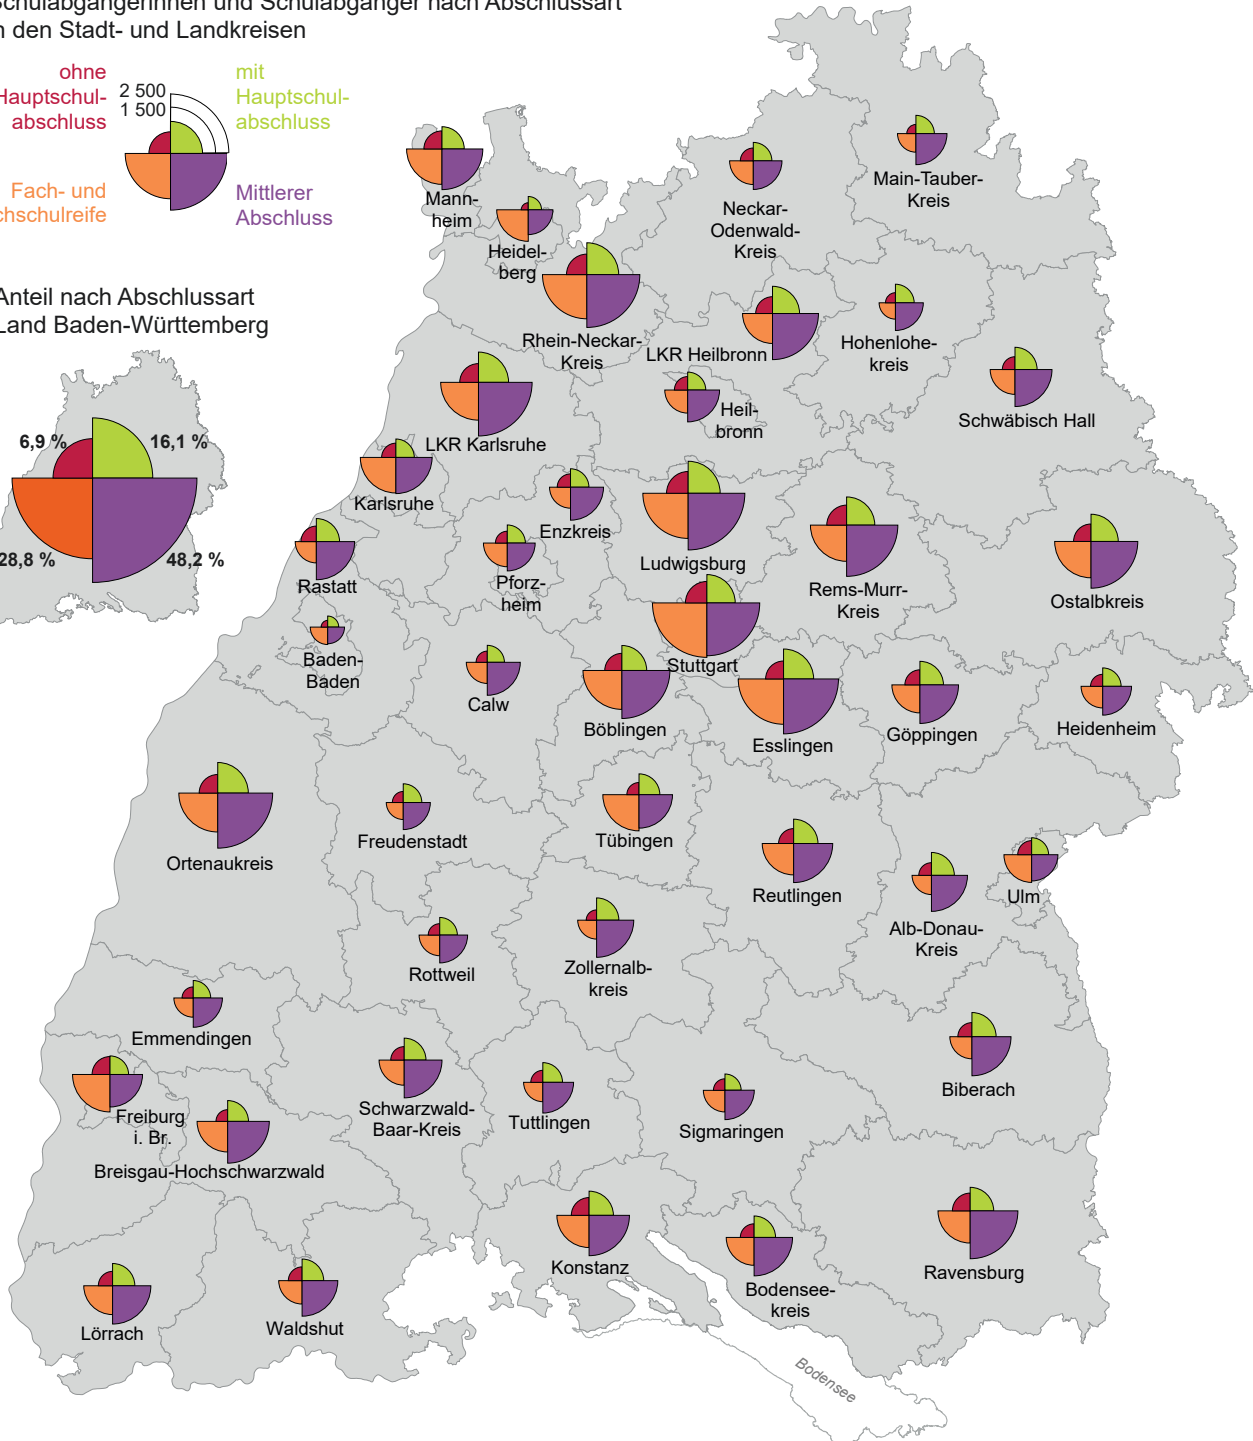 Schulabgängerinnen und Schulabgänger nach Abschlussart
n den Stadt- und Landkreisen
ohne
Hauptschul-
abschluss
2 500
1 500
mit
Hauptschul-
abschluss
Fach- und
chschulreife
Mittlerer
Abschluss
Anteil nach Abschlussart
Land Baden-Württemberg
6,9 %
16,1 %
28,8 %
48,2 %
Mann-
heim
Heidel-
berg
Neckar-
Odenwald-
Kreis
Main-Tauber-
Kreis
Rhein-Neckar-
Kreis
LKR Heilbronn
Hohenlohe-
kreis
Heil-
bronn
Schwäbisch Hall
LKR Karlsruhe
Karlsruhe
Enzkreis
Ludwigsburg
Rems-Murr-
Kreis
Ostalbkreis
Rastatt
Pforz-
heim
Baden-
Baden
Calw
Stuttgart
Böblingen
Esslingen
Göppingen
Heidenheim
Ortenaukreis
Freudenstadt
Tübingen
Reutlingen
Ulm
Alb-Donau-
Kreis
Rottweil
Zollernalb-
kreis
Emmendingen
Freiburg
i. Br.
Breisgau-Hochschwarzwald
Schwarzwald-
Baar-Kreis
Tuttlingen
Sigmaringen
Biberach
Konstanz
Bodensee-
kreis
Ravensburg
Lörrach
Waldshut
Bodensee